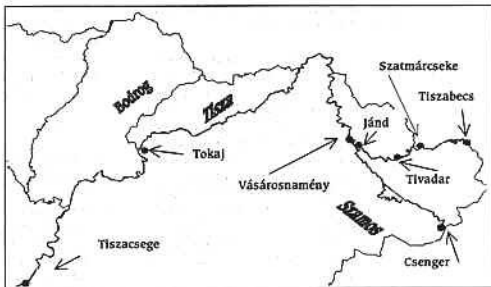 Szatmárcseke
Tiszabecs
Bodrog
Tisza
Jánd
Tokaj
Vásárosnamény
Tivadar
Szamos
Tiszacsege
Csenger